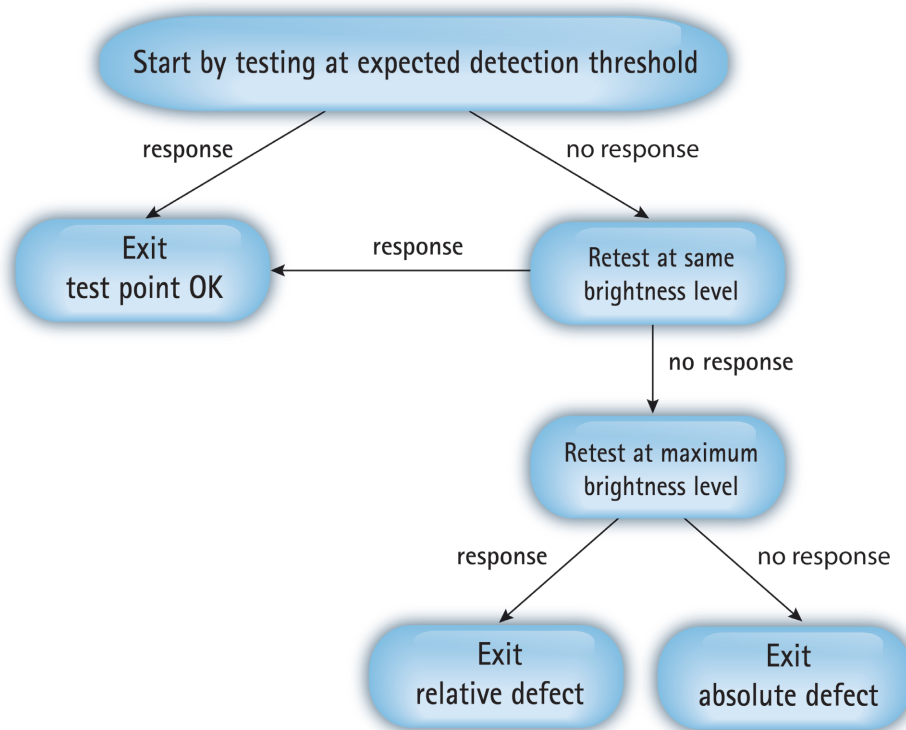 Start by testing at expected detection threshold
response
no response
Exit
test point OK
response
Retest at same
brightness level
no response
Retest at maximum
brightness level
response
no response
Exit
relative defect
Exit
absolute defect